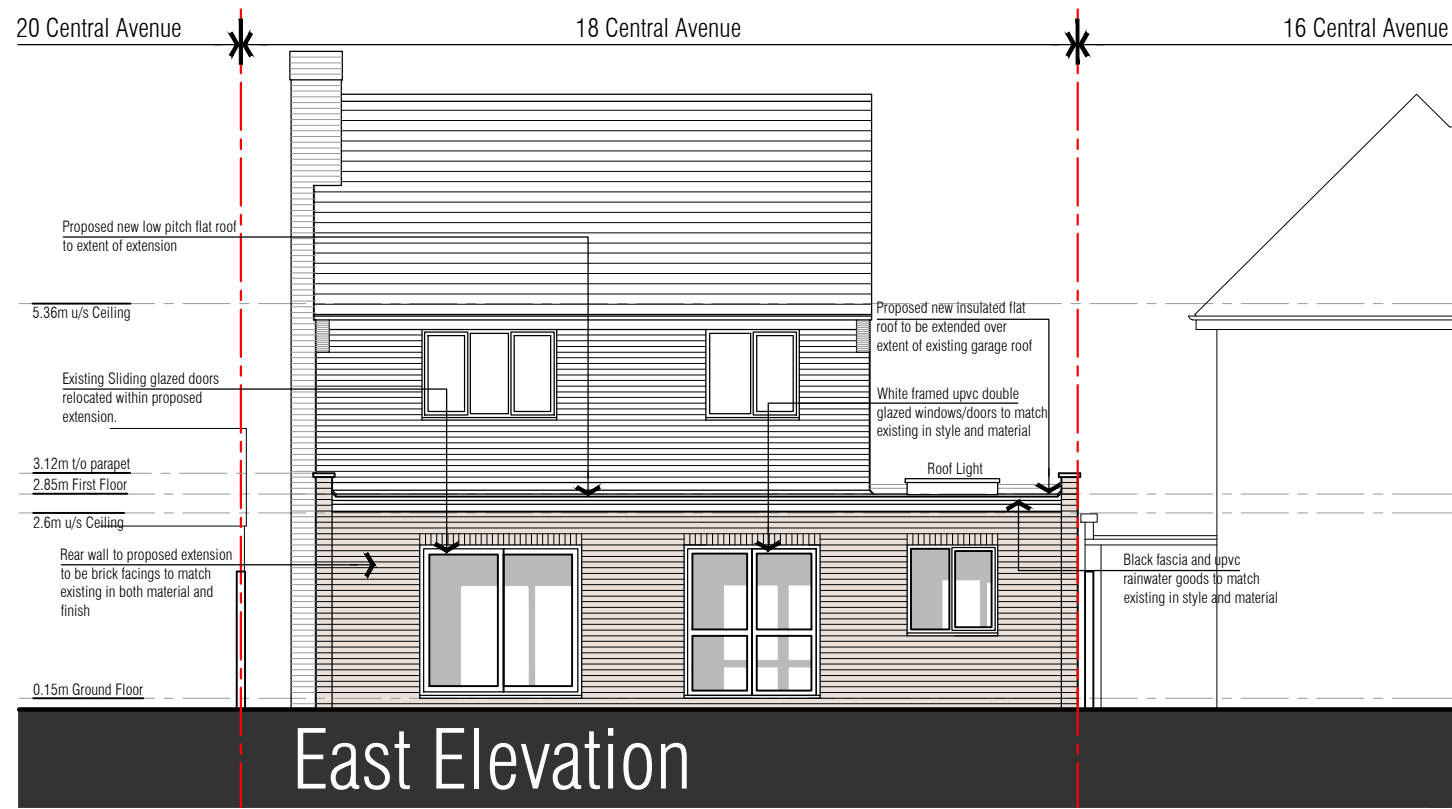 20 Central Avenue
18 Central Avenue
16 Central Avenue
Proposed new low pitch flat roof
to extent of extension
5.36m u/s Ceiling
Proposed new insulated flat
roof to be extended over
extent of existing garage roof
Existing Sliding glazed doors
relocated within proposed
extension.
White framed upvc double
glazed windows/doors to match
existing in style and material
3.12m t/o parapet
2.85m First Floor
Roof Light
2.6m u/s Ceiling
Rear wall to proposed extension
to be brick facings to match
existing in both material and
finish
Black fascia and upvc
rainwater goods to match
existing in style and material
0.15m Ground Floor
East Elevation